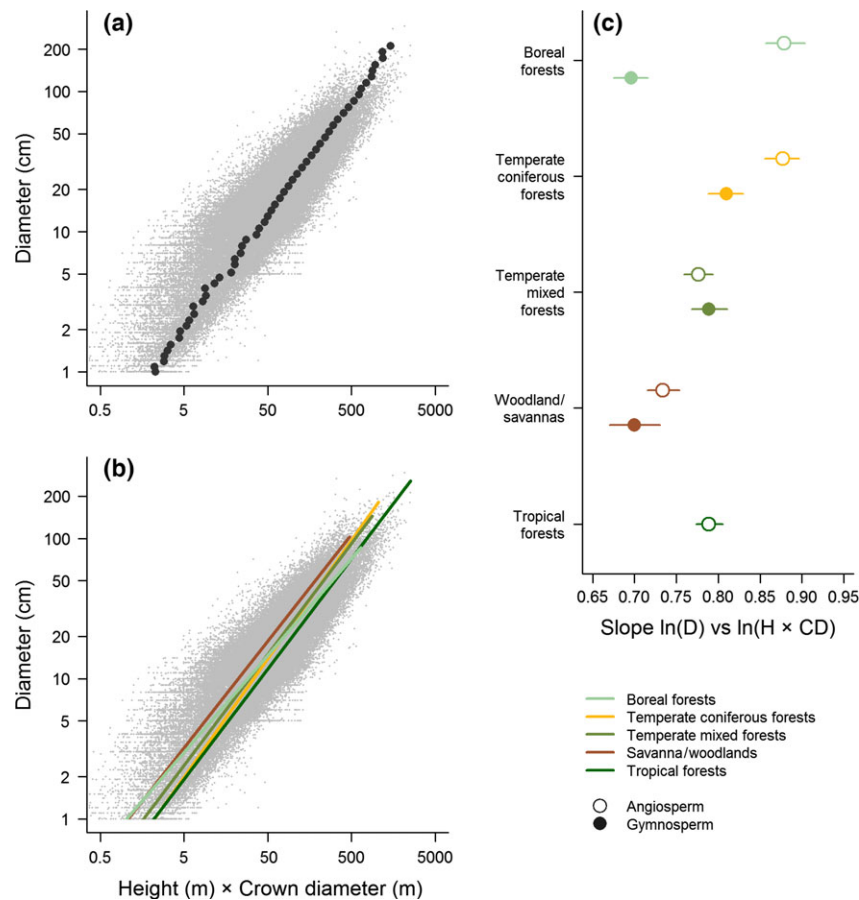 (a)
Diameter (cm)
200
100
50
20
10
5
2
1
0.5 5 50 500 5000
(b)
Diameter (cm)
200
100
50
20
10
5
2
1
0.5 5 50 500 5000
Height (m) × Crown diameter (m)
(c)
Boreal
forests
Temperate
coniferous
forests
Temperate
mixed
forests
Woodland/
savannas
Tropical
forests
0.65 0.70 0.75 0.80 0.85 0.90 0.95
Slope ln(D) vs ln(H × CD)
Boreal forests
Temperate coniferous forests
Temperate mixed forests
Savanna/woodlands
Tropical forests
Angiosperm
Gymnosperm